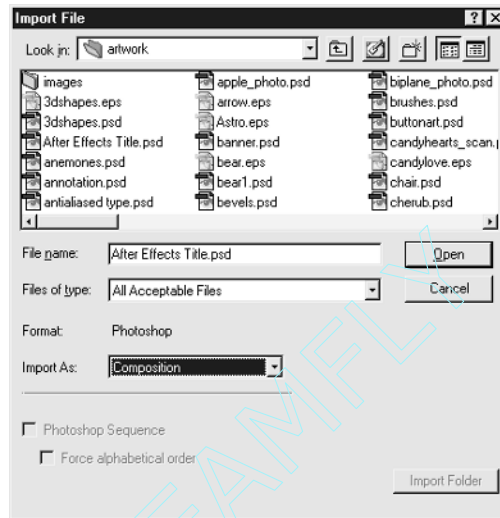 Import File
Look in: artwork
images
3dshapes.eps
3dshapes.psd
After Effects Title.psd
anemones.psd
annotation.psd
antialiased type.psd
apple_photo.psd
arrow.eps
Astro.eps
banner.psd
bear.eps
bear1.psd
bevels.psd
biplane_photo.psd
brushes.psd
buttonart.psd
candyhearts_scan.
candylove.eps
chair.psd
cherub.psd
File name: After Effects Title.psd Open
Files of type: All Acceptable Files Cancel
Format: Photoshop
Import As: Composition
Photoshop Sequence
Force alphabetical order
Import Folder